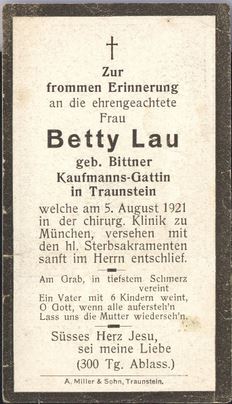 Zur
frommen Erinnerung
an die ehrengeachtete
Frau
Betty Lau
geb. Bittner
Kaufmanns-Gattin
in Traunstein
welche am 5. August 1921
in der chirurg. Klinik zu
München, versehen mit
den hl. Sterbsakramenten
sanft im Herrn entschlief.
Am Grab, in tiefstem Schmerz
vereint
Ein Vater mit 6 Kindern weint,
O Gott, wenn alle aufersteh'n
Lass uns die Mutter wiederseh'n.
Süsses Herz Jesu,
sei meine Liebe
(300 Tg. Ablass.)
A. Miller & Sohn, Traunstein.